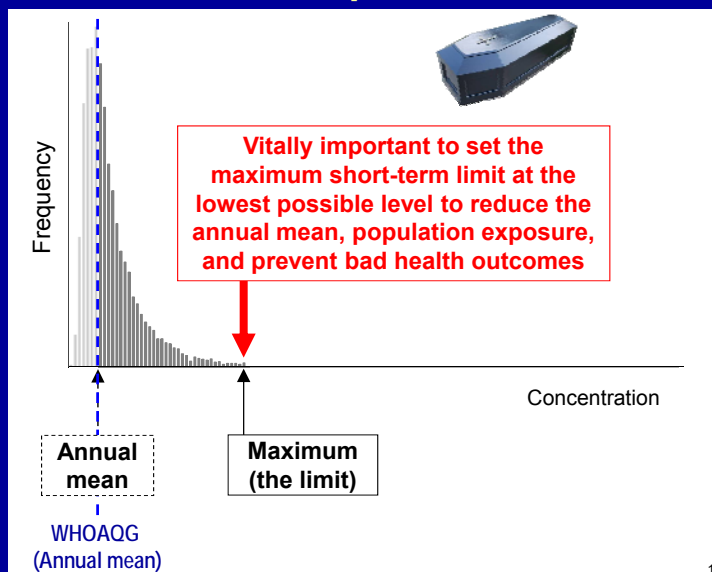 Frequency
Vitally important to set the
maximum short-term limit at the
lowest possible level to reduce the
annual mean, population exposure,
and prevent bad health outcomes
Concentration
Annual
mean
Maximum
(the limit)
WHOAQG
(Annual mean)
1